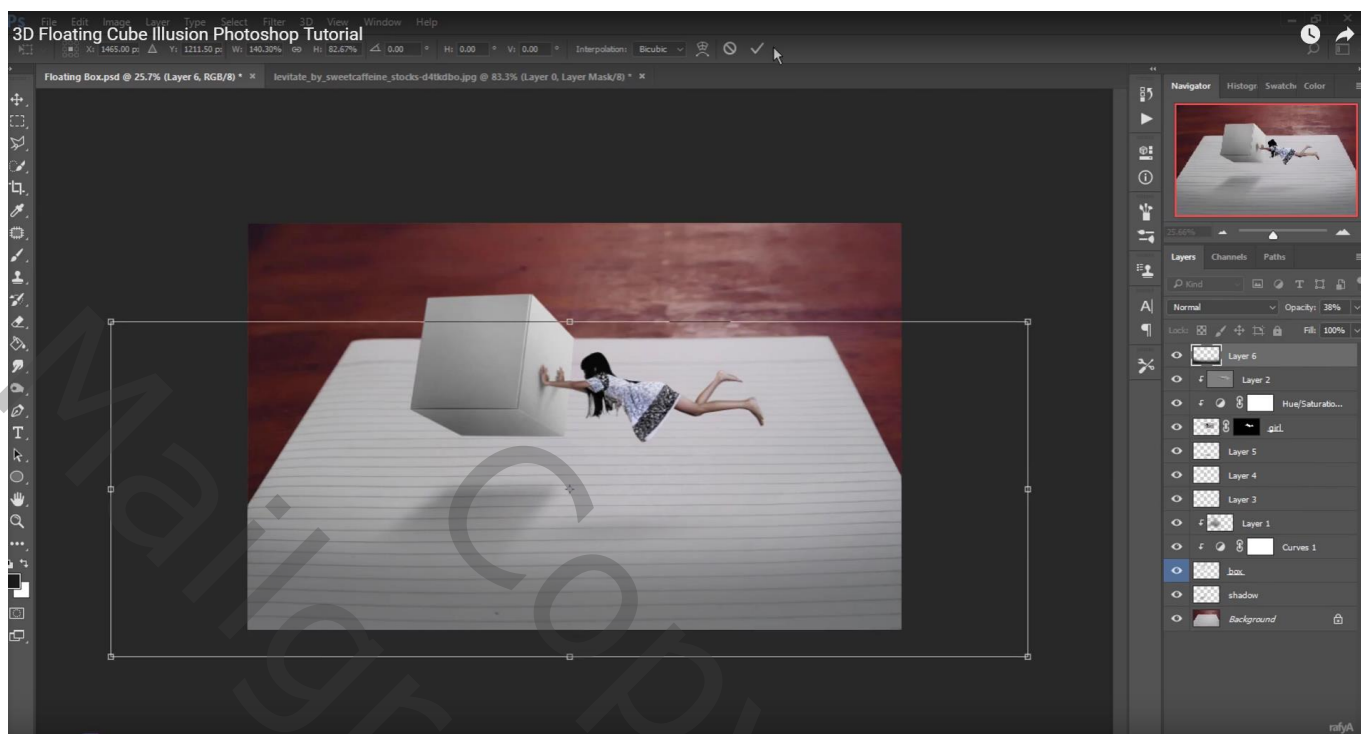 File Edit Image Layer Type Select Filter 3D View Window Help
3D Floating Cube Illusion Photoshop Tutorial
X: 1465.00 p: Y: 1211.50 p: W: 140.30% H: 82.67% 0.00 ° H: 0.00 ° V: 0.00 ° Interpolation: Bicubic
Floating Box.psd @ 25.7% (Layer 6, RGB/8) * × levitate_by_sweetcaffeine_stocks-d4tkdbo.jpg @ 83.3% (Layer 0, Layer Mask/8) * ×
Navigator Histogr Swatch Color
25.66%
Layers Channels Paths
Kind
Normal Opacity: 38%
Lock: Fill: 100%
Layer 6
Layer 2
Hue/Saturatio...
girl
Layer 5
Layer 4
Layer 3
Layer 1
Curves 1
box
shadow
Background
rafyA